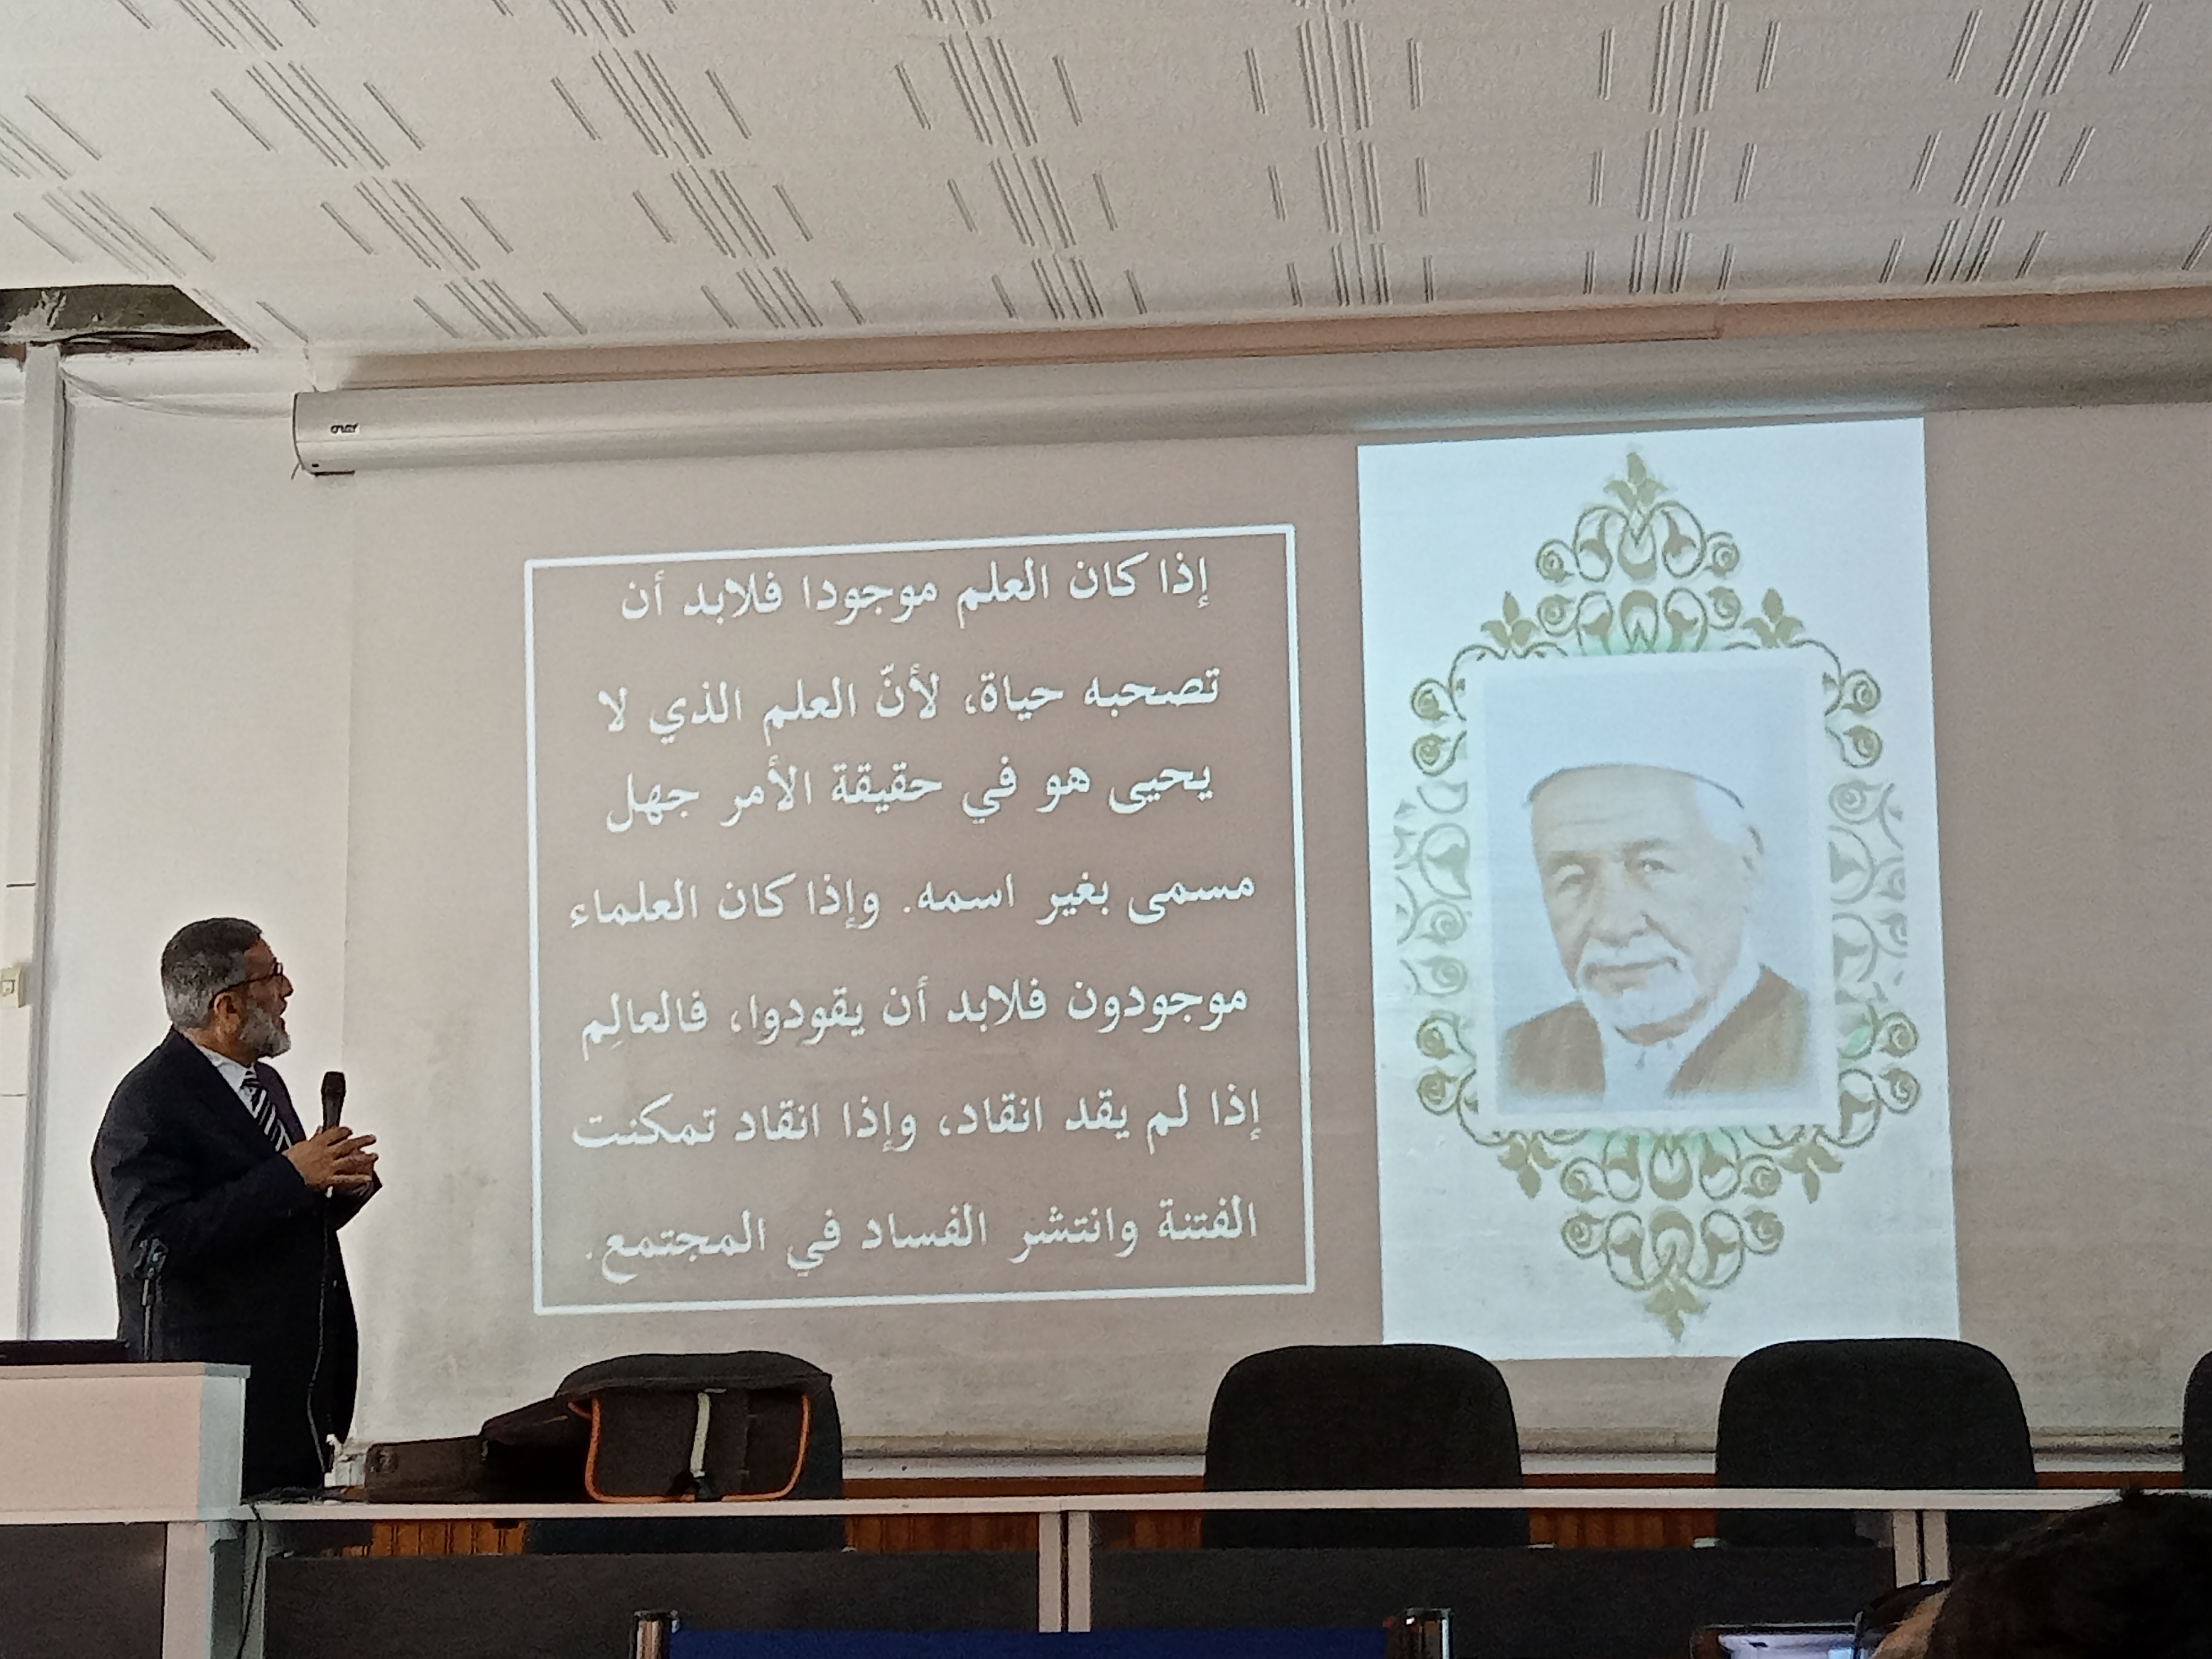 إذا كان العلم موجودا فلابد أن
تصحبه حياة، لأنّ العلم الذي لا
يحيى هو في حقيقة الأمر جهل
مسمى بغير اسمه. وإذا كان العلماء
موجودون فلابد أن يقودوا، فالعالِم
إذا لم يقد انقاد، وإذا انقاد تمكنت
الفتنة وانتشر الفساد في المجتمع.